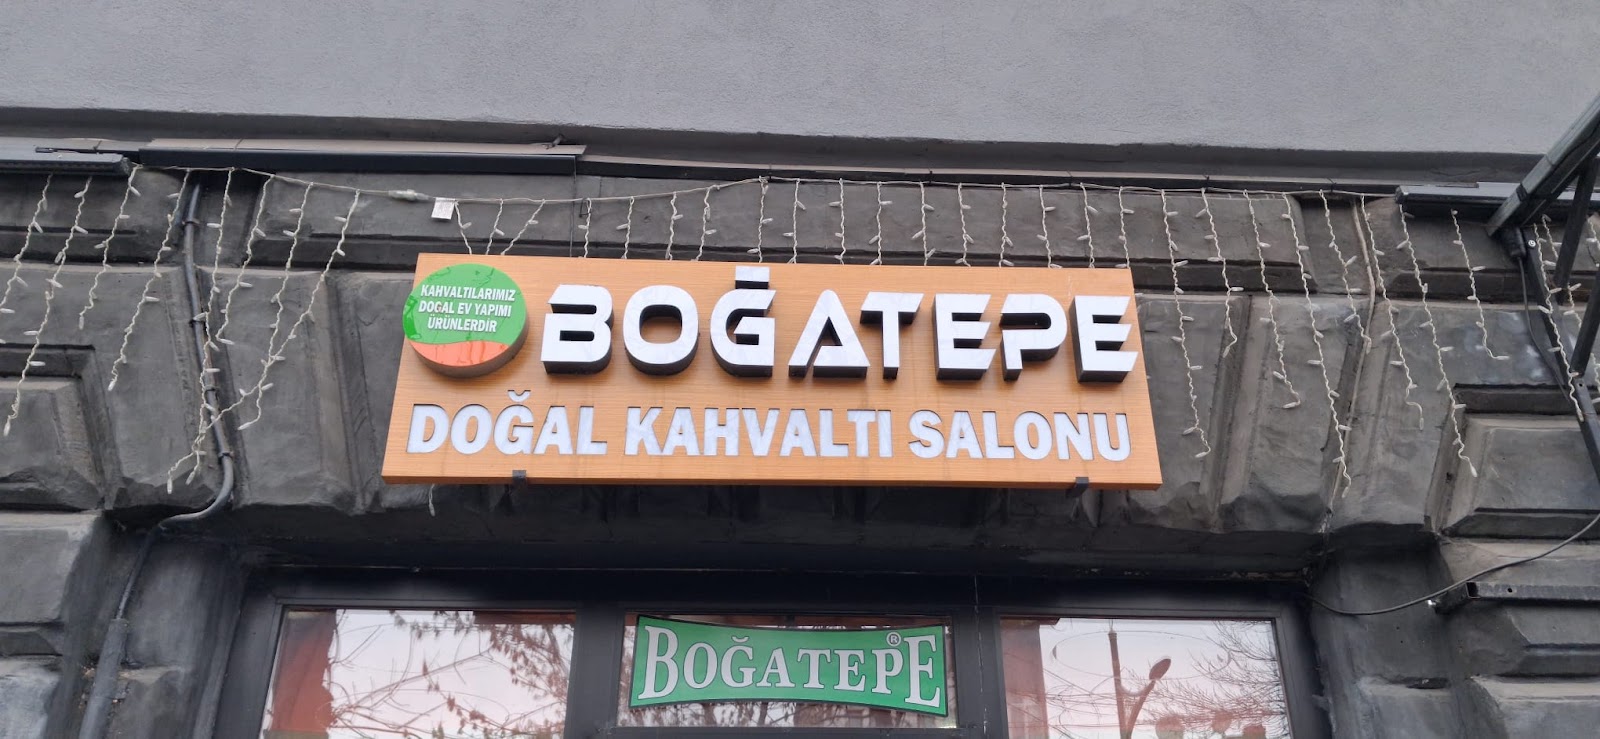 KAHVALTILARIMIZ
DOĞAL EV YAPIMI
ÜRÜNLERDİR
BOĞATEPE
DOĞAL KAHVALTI SALONU
BOĞATEPE®